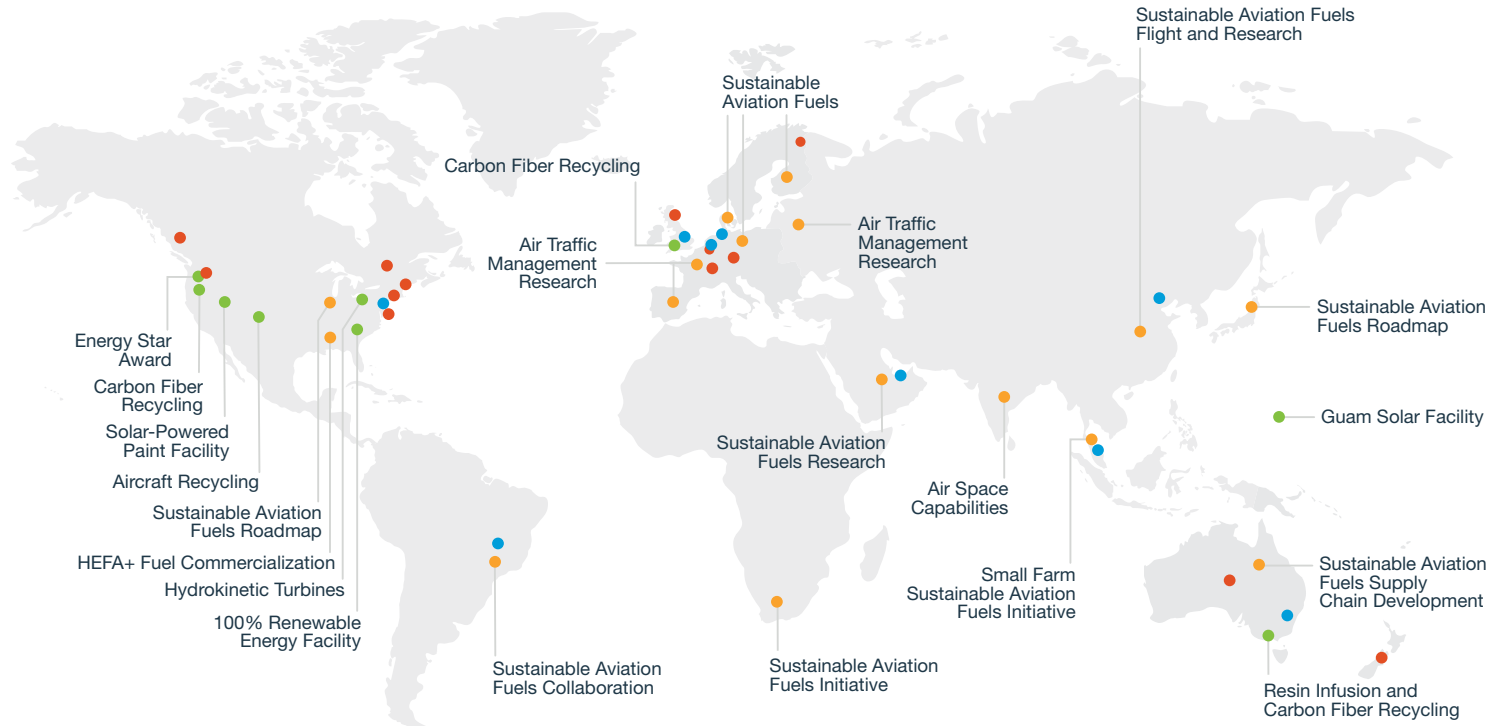 Sustainable Aviation Fuels
Flight and Research
Sustainable
Aviation Fuels
Carbon Fiber Recycling
Air Traffic
Management
Research
Air Traffic
Management
Research
Sustainable Aviation
Fuels Roadmap
Energy Star
Award
Carbon Fiber
Recycling
Solar-Powered
Paint Facility
Aircraft Recycling
Sustainable Aviation
Fuels Roadmap
HEFA+ Fuel Commercialization
Hydrokinetic Turbines
100% Renewable
Energy Facility
Sustainable Aviation
Fuels Collaboration
Sustainable Aviation
Fuels Research
Sustainable Aviation
Fuels Initiative
Air Space
Capabilities
Small Farm
Sustainable Aviation
Fuels Initiative
Guam Solar Facility
Sustainable Aviation
Fuels Supply
Chain Development
Resin Infusion and
Carbon Fiber Recycling